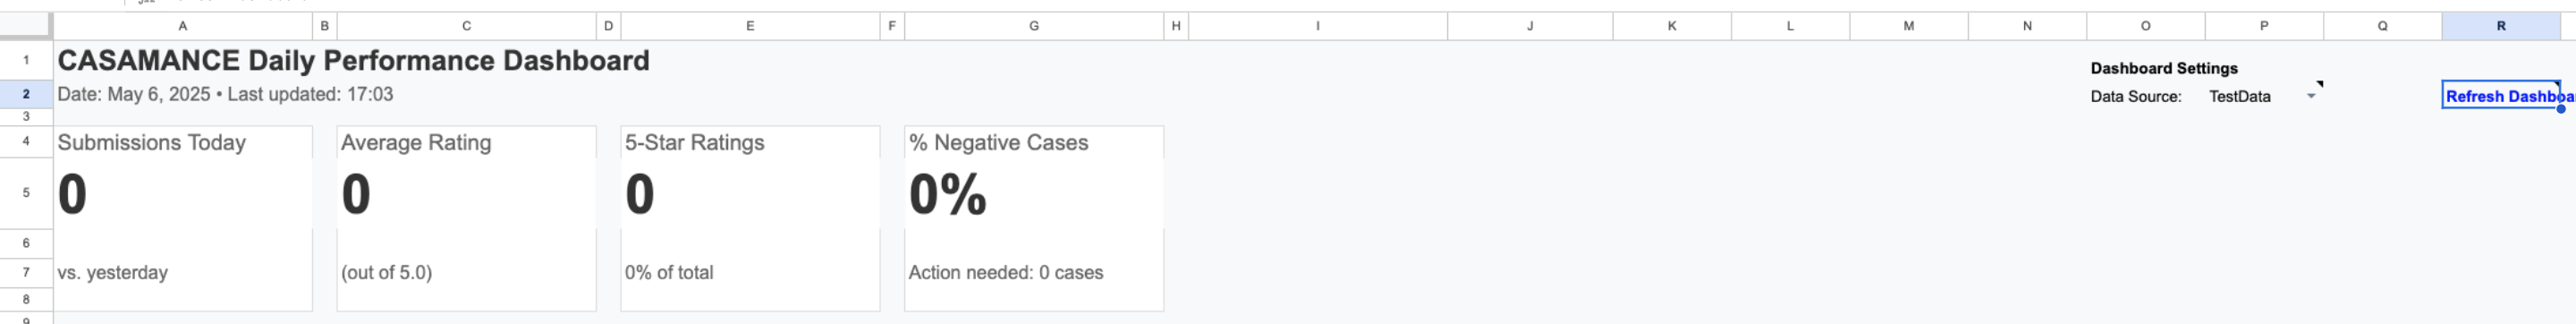 A B C D E F G H I J K L M N O P Q R
1 CASAMANCE Daily Performance Dashboard
Dashboard Settings
2 Date: May 6, 2025 • Last updated: 17:03
Data Source: TestData
Refresh Dashboa
3
4 Submissions Today Average Rating 5-Star Ratings % Negative Cases
5 0 0 0 0%
6
7 vs. yesterday (out of 5.0) 0% of total Action needed: 0 cases
8
9